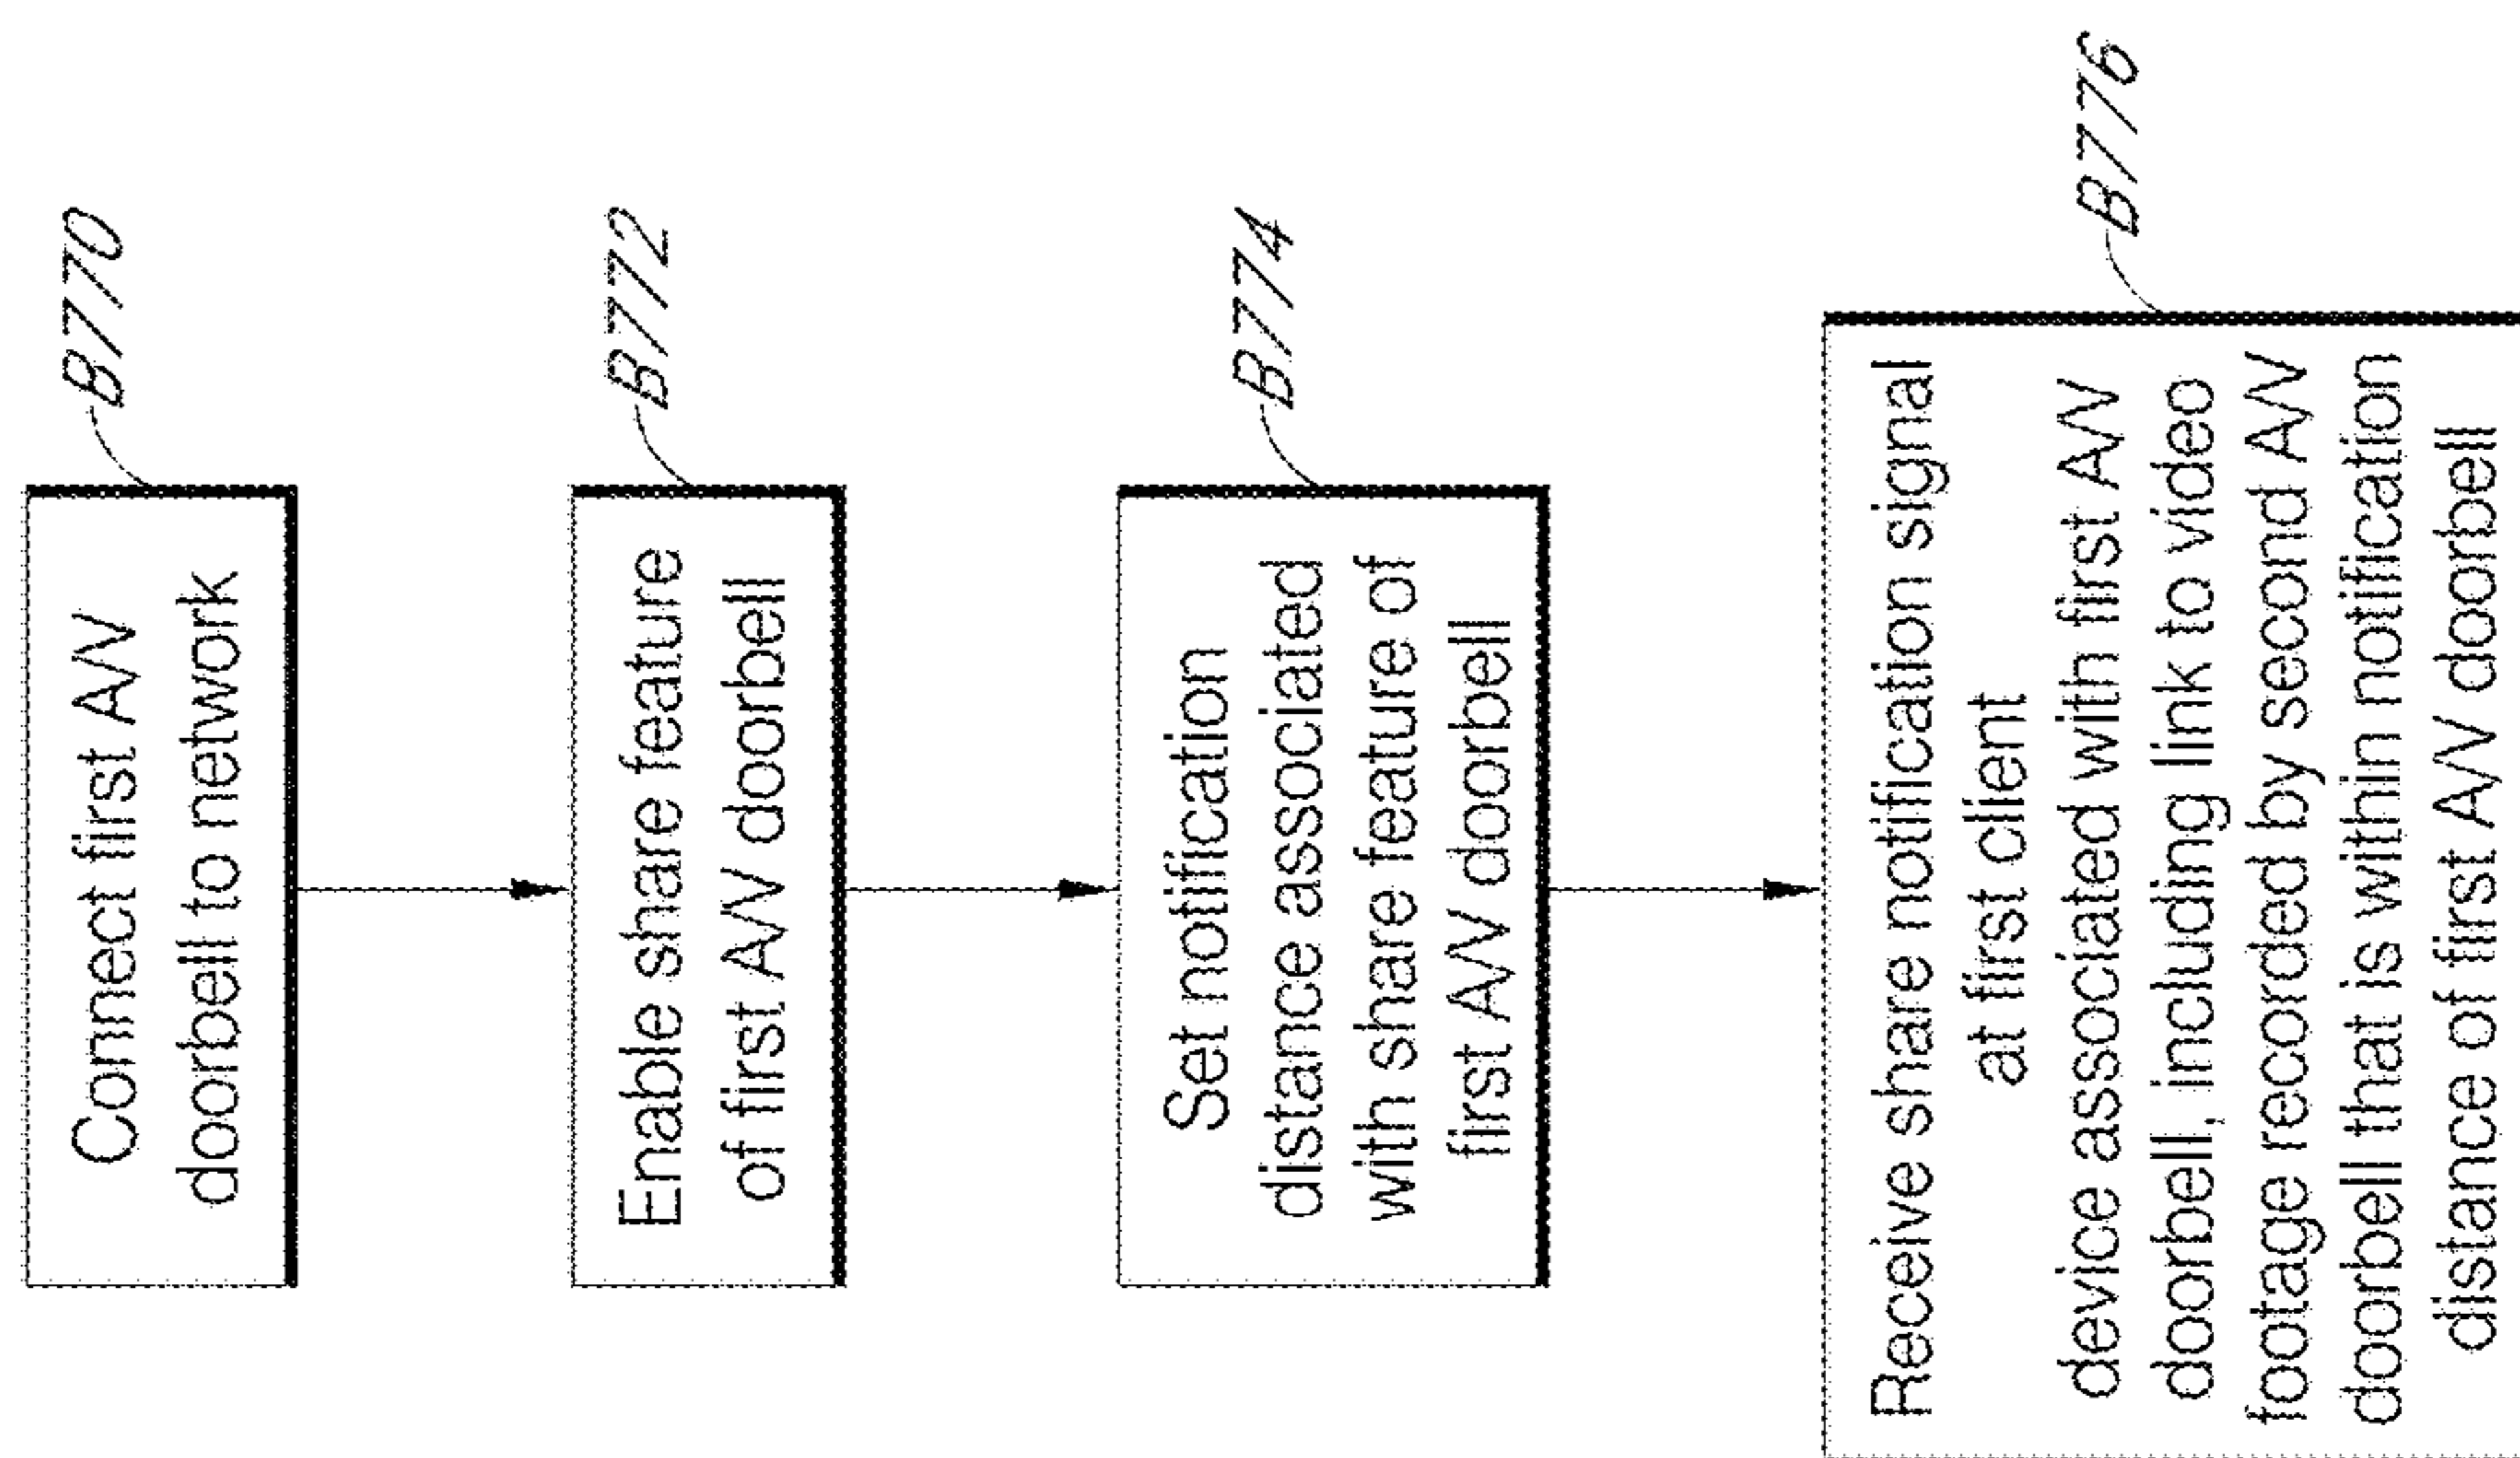 Connect first A/V
doorbell to network
B770
Enable share feature
of first A/V doorbell
B772
Set notification
distance associated
with share feature of
first A/V doorbell
B774
Receive share notification signal
at first client
device associated with first A/V
doorbell, including link to video
footage recorded by second A/V
doorbell that is within notification
distance of first A/V doorbell
B776